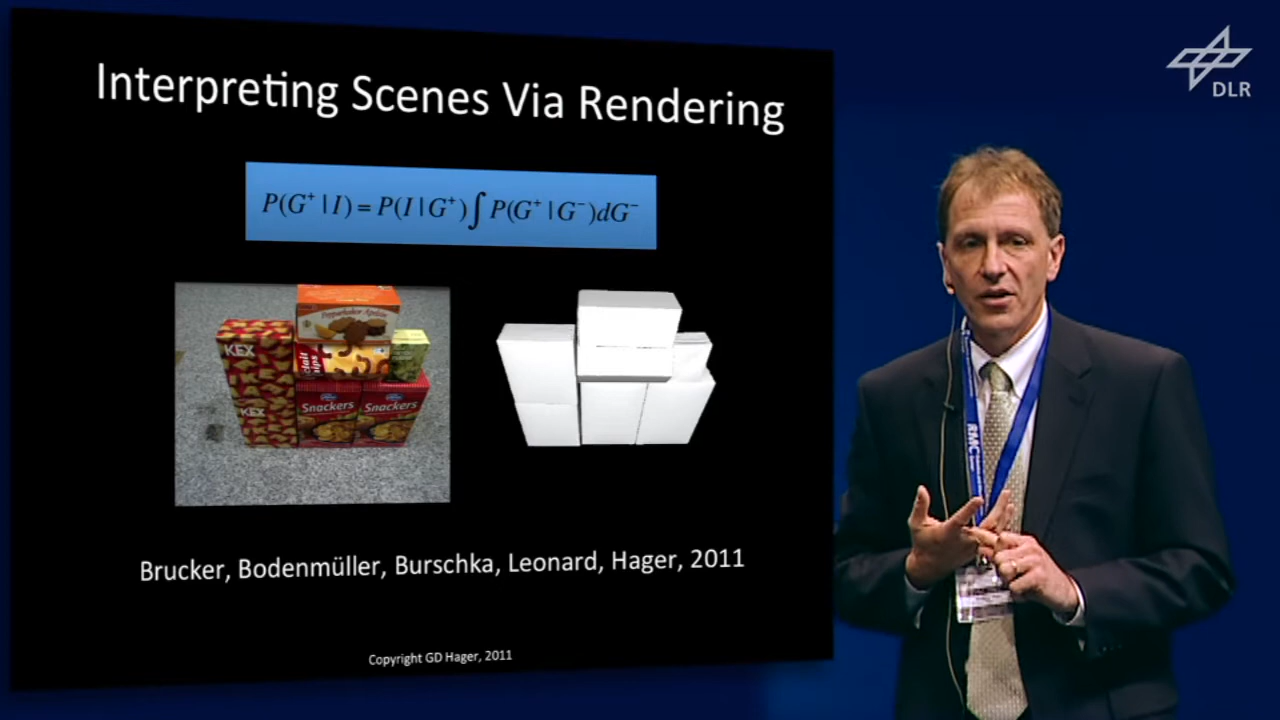 Interpreting Scenes Via Rendering
DLR
P(G⁺ | I) = P(I | G⁺) ∫ P(G⁺ | G⁻)dG⁻
KEX
KEX
Snackers
Snackers
RMC
Brucker, Bodenmüller, Burschka, Leonard, Hager, 2011
Copyright GD Hager, 2011